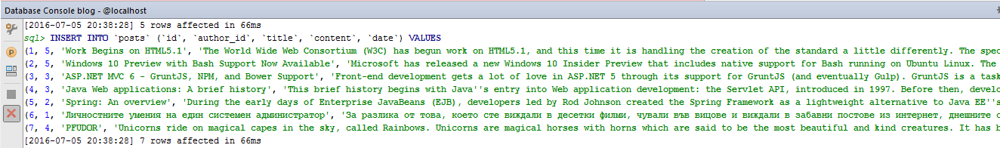 Database Console blog - @localhost
[2016-07-05 20:38:28] 5 rows affected in 66ms
sql> INSERT INTO `posts` (`id`, `author_id`, `title`, `content`, `date`) VALUES
(1, 5, 'Work Begins on HTML5.1', 'The World Wide Web Consortium (W3C) has begun work on HTML5.1, and this time it is handling the creation of the standard a little differently. The spec
(2, 5, 'Windows 10 Preview with Bash Support Now Available', 'Microsoft has released a new Windows 10 Insider Preview that includes native support for Bash running on Ubuntu Linux. The
(3, 3, 'ASP.NET MVC 6 - GruntJS, NPM, and Bower Support', 'Front-end development gets a lot of love in ASP.NET 5 through its support for GruntJS (and eventually Gulp). GruntJS is a task
(4, 3, 'Java Web applications: A brief history', 'This brief history begins with Java''s entry into Web application development: the Servlet API, introduced in 1997. Before then, develo
(5, 2, 'Spring: An overview', 'During the early days of Enterprise JavaBeans (EJB), developers led by Rod Johnson created the Spring Framework as a lightweight alternative to Java EE''s
(6, 1, 'Личностните умения на един системен администратор', 'За разлика от това, което сте виждали в десетки филми, чували във вицове и виждали в забавни постове из интернет, днешните с
(7, 4, 'PFUDOR', 'Unicorns ride on magical capes in the sky, called Rainbows. Unicorns are magical horses with horns which are said to be the most beautiful and kind creatures. It has b
[2016-07-05 20:38:28] 7 rows affected in 66ms